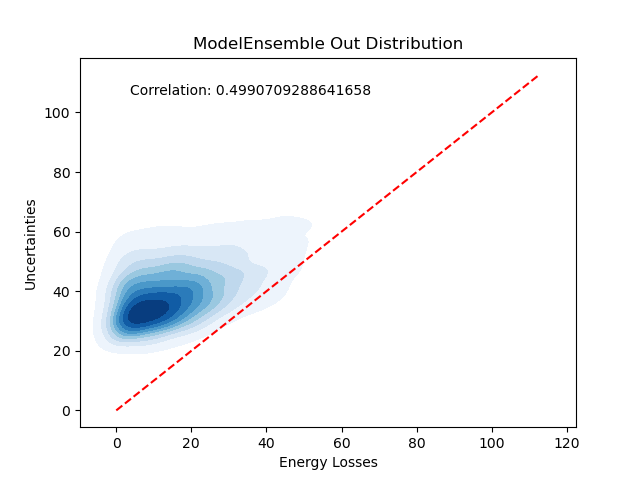 ModelEnsemble Out Distribution
Correlation: 0.4990709288641658
Uncertainties
100
80
60
40
20
0
0 20 40 60 80 100 120
Energy Losses